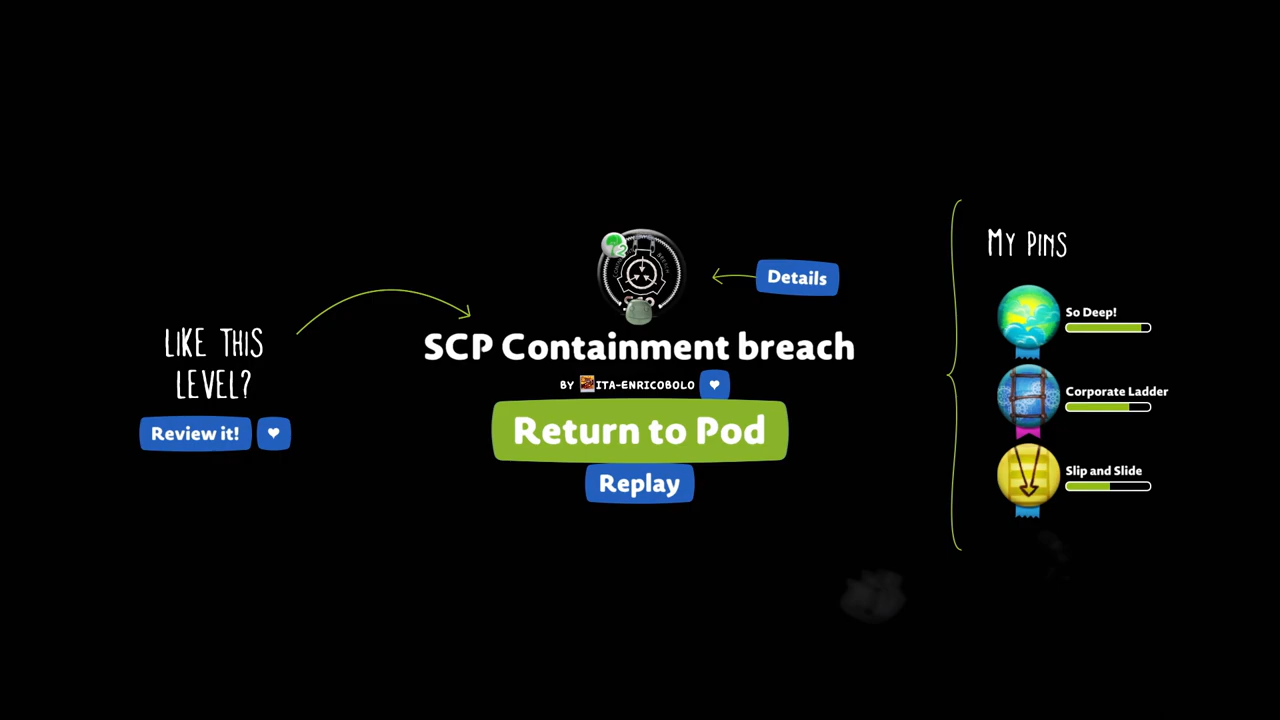 LIKE THIS
LEVEL?
Review it!
2
Details
SCP Containment breach
BY ITA-ENRICOBOLO
Return to Pod
Replay
MY PINS
So Deep!
Corporate Ladder
Slip and Slide